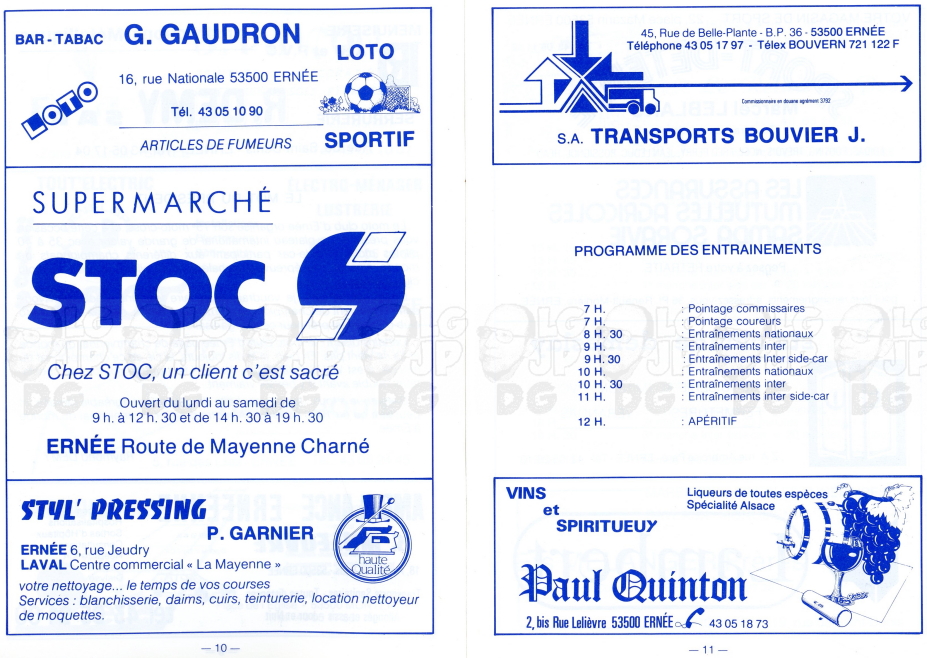 BAR - TABAC G. GAUDRON
LOTO
16, rue Nationale 53500 ERNÉE
LOTO
Tél. 43 05 10 90
SPORTIF
ARTICLES DE FUMEURS
SUPERMARCHÉ
STOC
Chez STOC, un client c'est sacré
Ouvert du lundi au samedi de
9 h. à 12 h. 30 et de 14 h. 30 à 19 h. 30
ERNÉE Route de Mayenne Charné
STYL' PRESSING
P. GARNIER
ERNÉE 6, rue Jeudry
LAVAL Centre commercial « La Mayenne »
haute
Qualité
votre nettoyage... le temps de vos courses
Services : blanchisserie, daims, cuirs, teinturerie, location nettoyeur
de moquettes.
— 10 —
45, Rue de Belle-Plante - B.P. 36 - 53500 ERNÉE
Téléphone 43 05 17 97 - Télex BOUVERN 721 122 F
Commissionnaire en douane agrément 3792
S.A. TRANSPORTS BOUVIER J.
PROGRAMME DES ENTRAINEMENTS
7 H. : Pointage commissaires
7 H. : Pointage coureurs
8 H. 30 : Entraînements nationaux
9 H. : Entraînements inter
9 H. 30 : Entraînements Inter side-car
10 H. : Entraînements nationaux
10 H. 30 : Entraînements inter
11 H. : Entraînements inter side-car
12 H. : APÉRITIF
VINS
et
SPIRITUEUX
Liqueurs de toutes espèces
Spécialité Alsace
Paul Quinton
2, bis Rue Lelièvre 53500 ERNÉE 43 05 18 73
— 11 —
LG JP DG